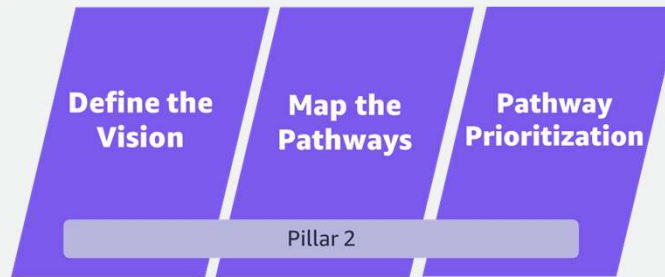 Define the
Vision
Map the
Pathways
Pathway
Prioritization
Pillar 2